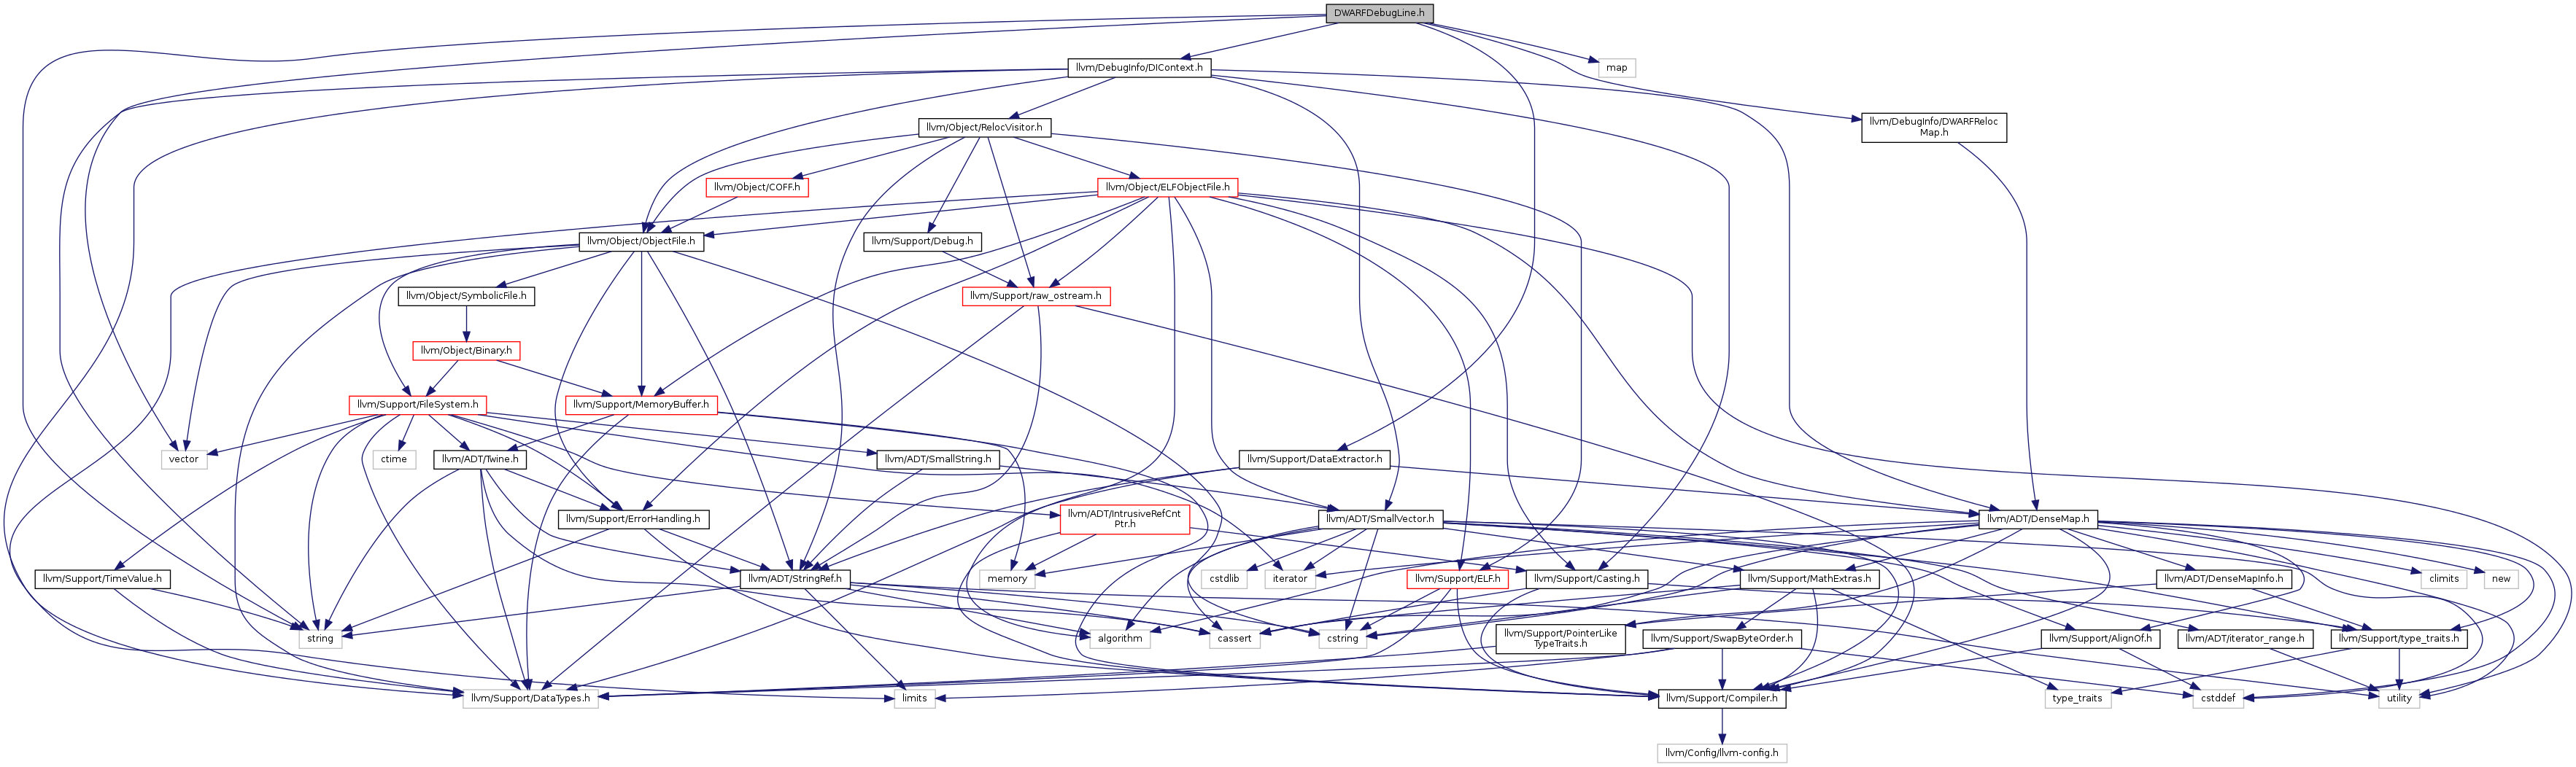 DWARFDebugLine.h
llvm/DebugInfo/DIContext.h
map
llvm/Object/RelocVisitor.h
llvm/DebugInfo/DWARFReloc
Map.h
llvm/Object/COFF.h
llvm/Object/ELFObjectFile.h
llvm/Object/ObjectFile.h
llvm/Support/Debug.h
llvm/Object/SymbolicFile.h
llvm/Support/raw_ostream.h
llvm/Object/Binary.h
llvm/Support/FileSystem.h
llvm/Support/MemoryBuffer.h
vector
ctime
llvm/ADT/Twine.h
llvm/ADT/SmallString.h
llvm/Support/DataExtractor.h
llvm/Support/ErrorHandling.h
llvm/ADT/IntrusiveRefCnt
Ptr.h
llvm/ADT/SmallVector.h
llvm/ADT/DenseMap.h
llvm/Support/TimeValue.h
llvm/ADT/StringRef.h
memory
cstdlib
iterator
llvm/Support/ELF.h
llvm/Support/Casting.h
llvm/Support/MathExtras.h
llvm/ADT/DenseMapInfo.h
climits
new
string
algorithm
cassert
cstring
llvm/Support/PointerLike
TypeTraits.h
llvm/Support/SwapByteOrder.h
llvm/Support/AlignOf.h
llvm/ADT/iterator_range.h
llvm/Support/type_traits.h
llvm/Support/DataTypes.h
limits
llvm/Support/Compiler.h
type_traits
cstddef
utility
llvm/Config/llvm-config.h